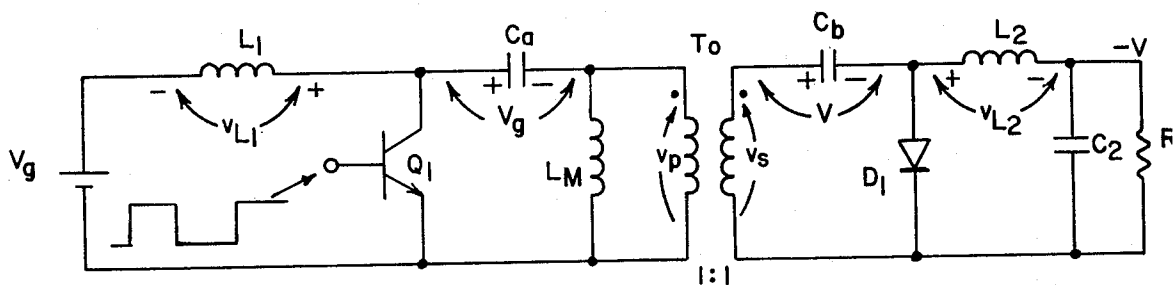 L1
Ca
To
Cb
L2
-V
- vL1 +
+ -
Vg
+ -
V
+ -
vL2
Vg
Q1
LM
vp
vs
D1
C2
R
1:1